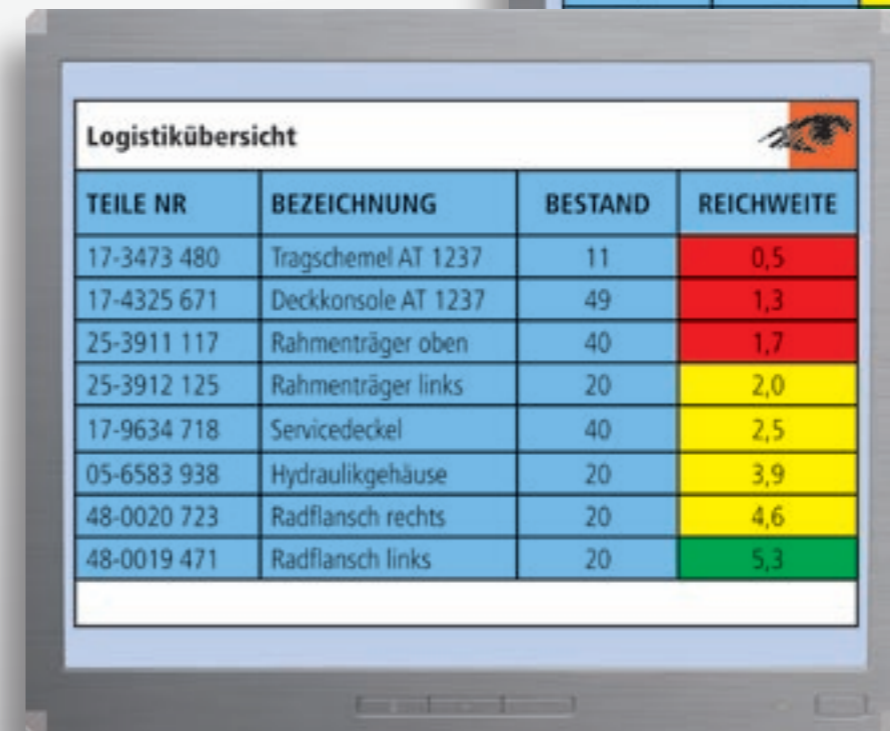 Logistikübersicht
TEILE NR BEZEICHNUNG BESTAND REICHWEITE
17-3473 480 Tragschemel AT 1237 11 0,5
17-4325 671 Deckkonsole AT 1237 49 1,3
25-3911 117 Rahmenträger oben 40 1,7
25-3912 125 Rahmenträger links 20 2,0
17-9634 718 Servicedeckel 40 2,5
05-6583 938 Hydraulikgehäuse 20 3,9
48-0020 723 Radflansch rechts 20 4,6
48-0019 471 Radflansch links 20 5,3